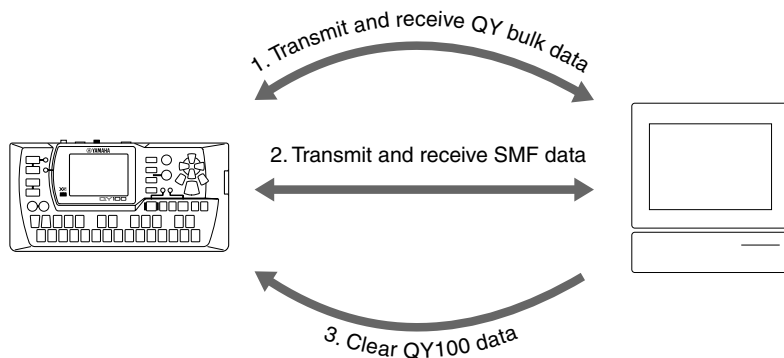 1. Transmit and receive QY bulk data
YAMAHA
2. Transmit and receive SMF data
QY100
3. Clear QY100 data